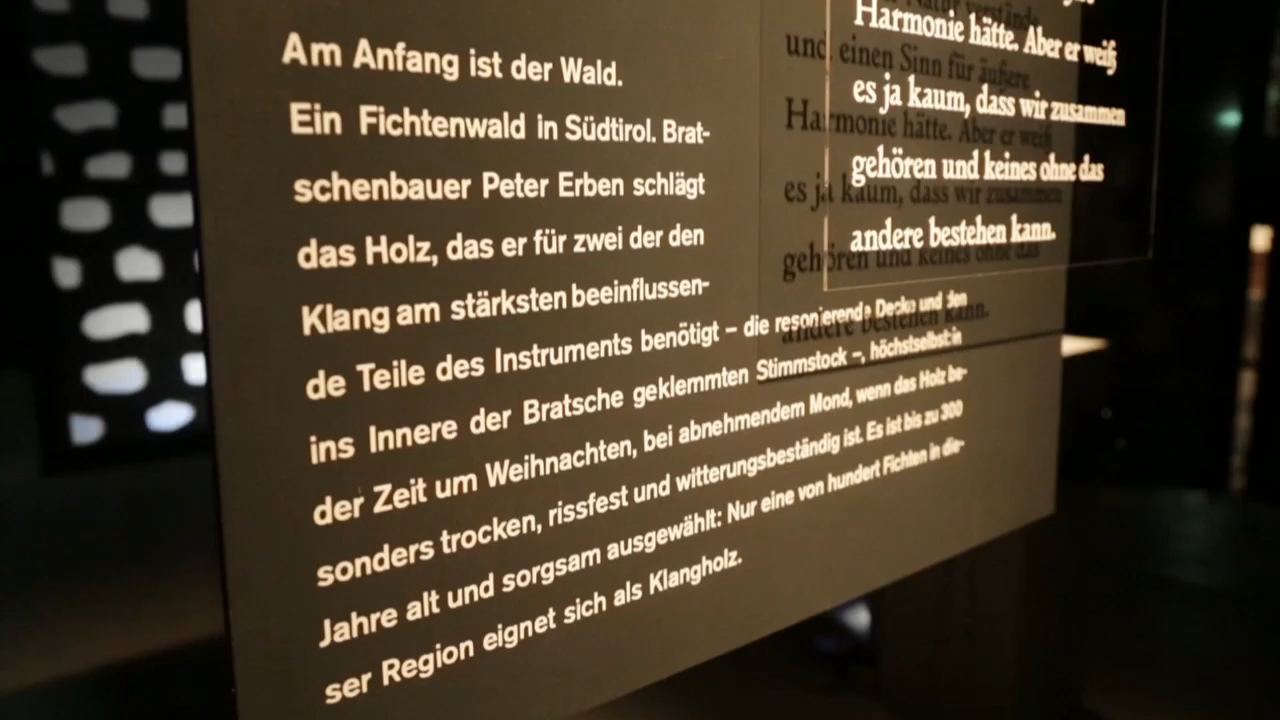 Am Anfang ist der Wald.
Ein Fichtenwald in Südtirol. Brat-
schenbauer Peter Erben schlägt
das Holz, das er für zwei der den
Klang am stärksten beeinflussen-
de Teile des Instruments benötigt – die resonierende Decke und den
ins Innere der Bratsche geklemmten Stimmstock –, höchstselbst in
der Zeit um Weihnachten, bei abnehmendem Mond, wenn das Holz be-
sonders trocken, rissfest und witterungsbeständig ist. Es ist bis zu 300
Jahre alt und sorgsam ausgewählt: Nur eine von hundert Fichten in die-
ser Region eignet sich als Klangholz.
Harmonie hätte. Aber er weiß
es ja kaum, dass wir zusammen
gehören und keines ohne das
andere bestehen kann.